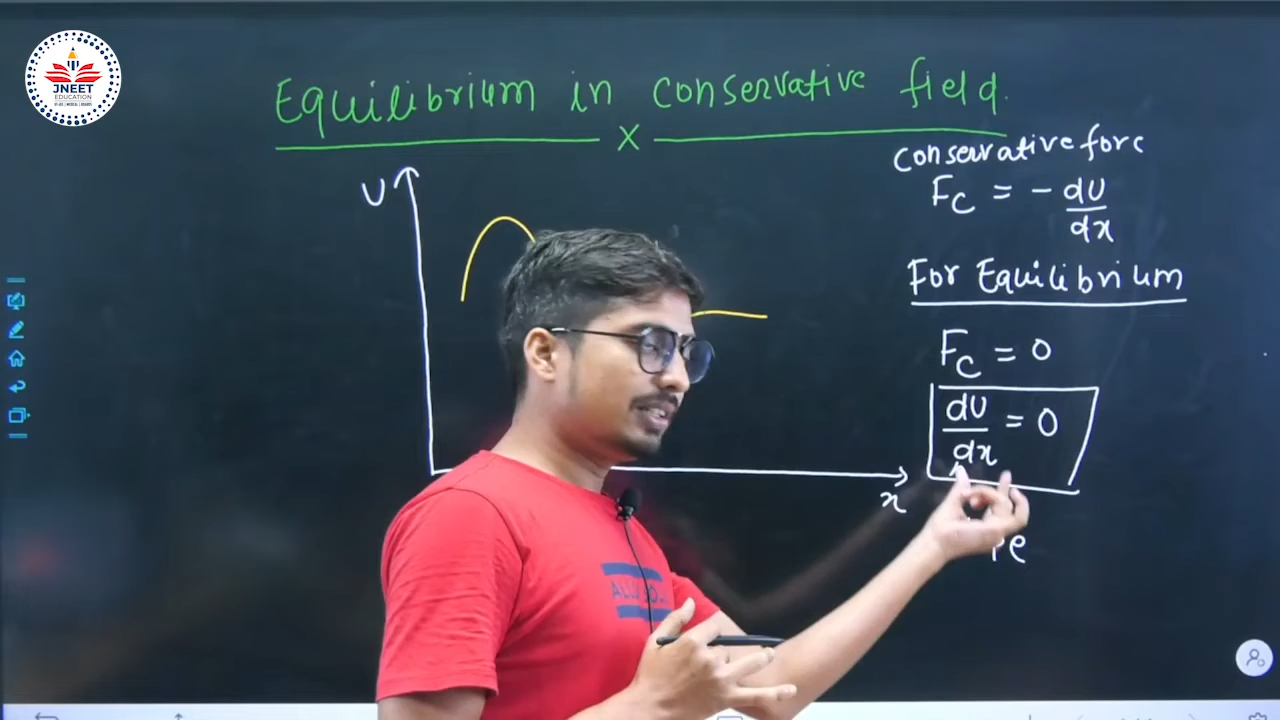 JNEET
EDUCATION
Equilibrium in conservative field.
x
conservative forc
U
Fc = - dU
dx
For Equilibrium
Fc = 0
dU
dx = 0
x